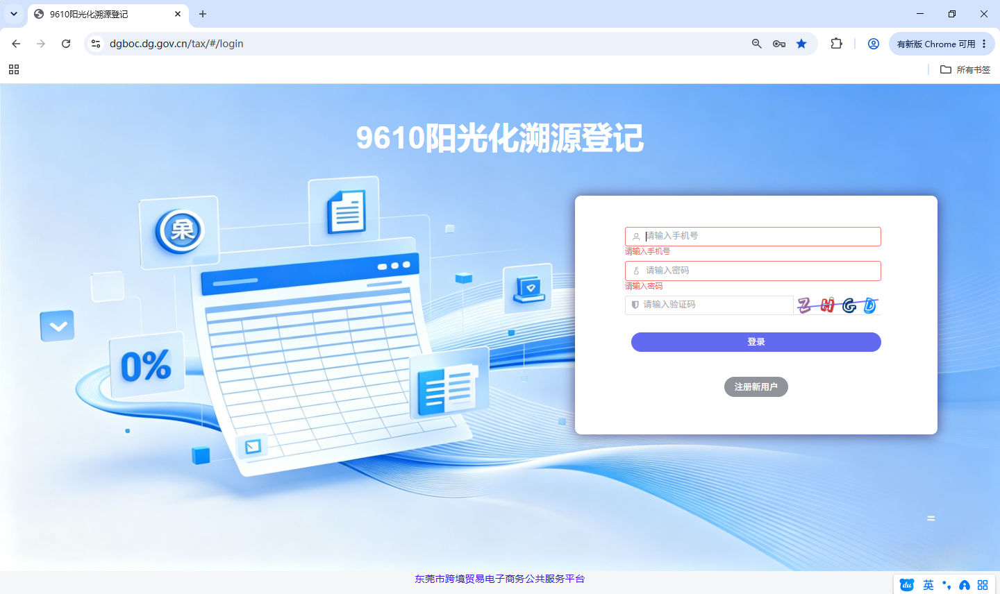 9610阳光化溯源登记
dgboc.dg.gov.cn/tax/#/login
有新版 Chrome 可用
所有书签
9610阳光化溯源登记
0%
请输入手机号
请输入手机号
请输入密码
请输入密码
请输入验证码
Z H G D
登录
注册新用户
=
东莞市跨境贸易电子商务公共服务平台
du 英